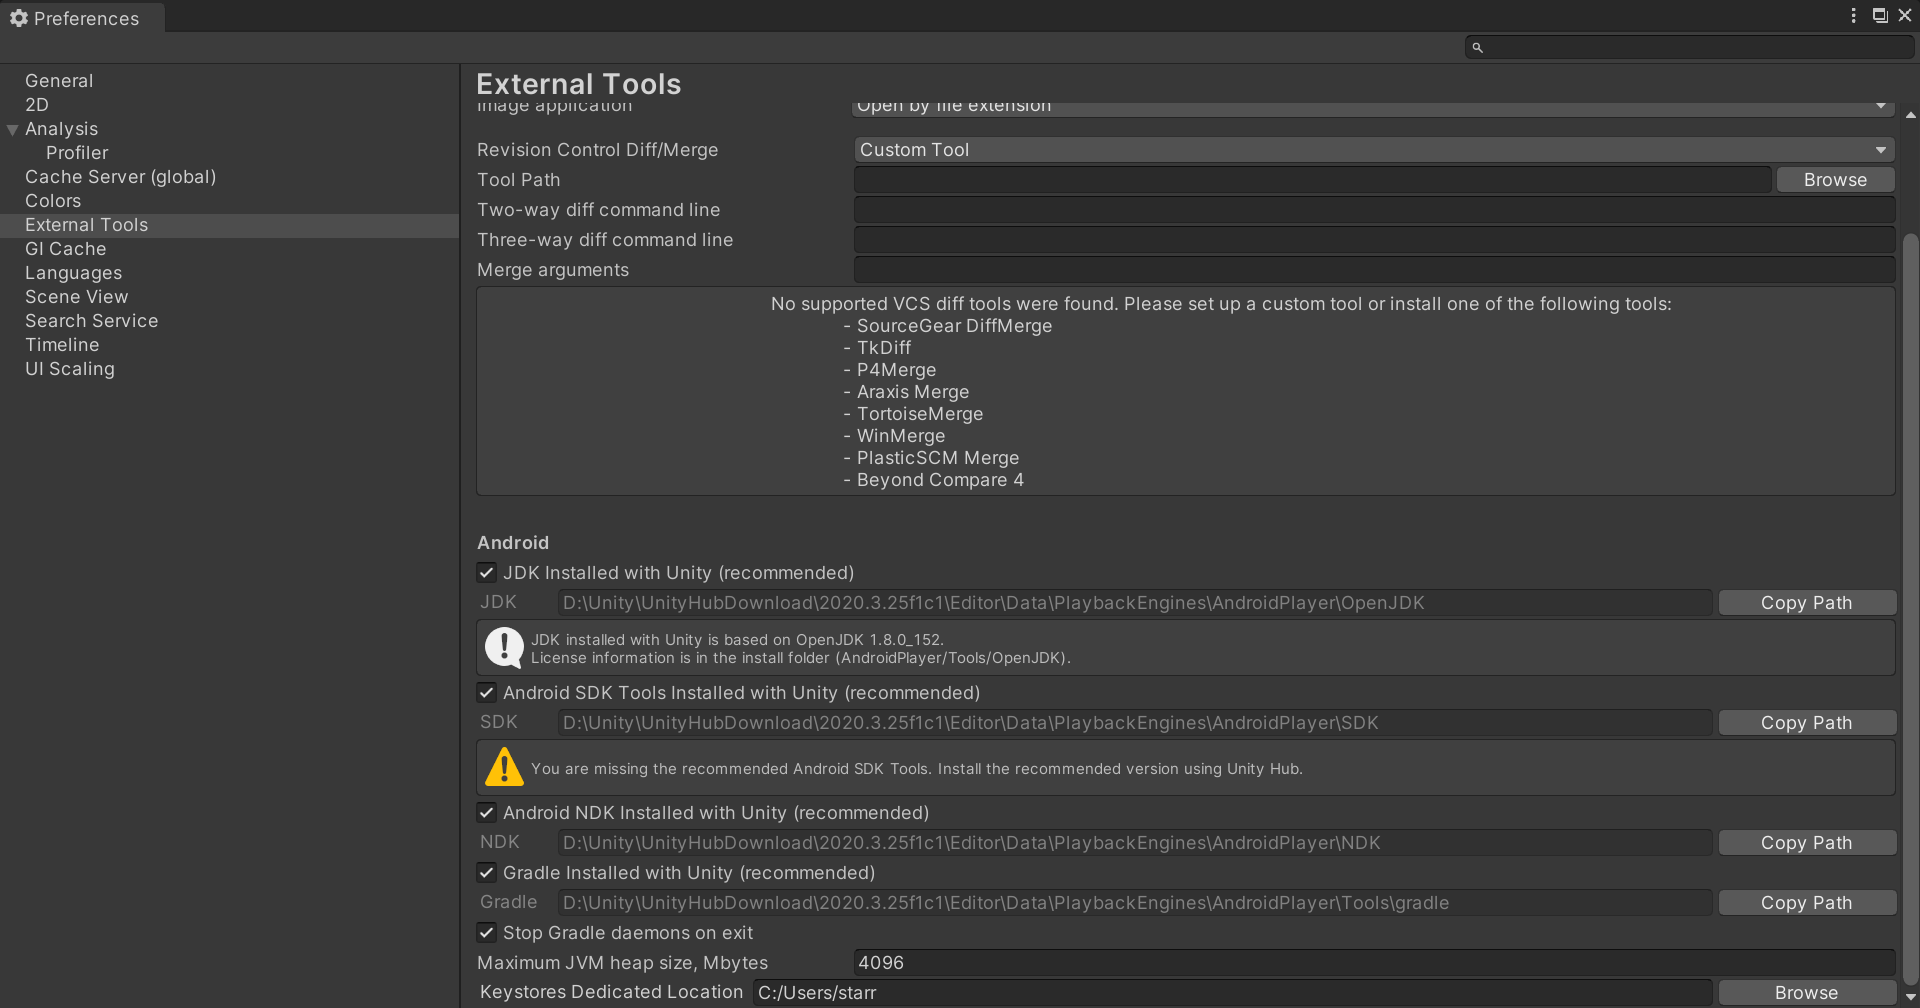 Preferences
General
2D
Analysis
Profiler
Cache Server (global)
Colors
External Tools
GI Cache
Languages
Scene View
Search Service
Timeline
UI Scaling
External Tools
Image application Open by file extension
Revision Control Diff/Merge Custom Tool
Tool Path Browse
Two-way diff command line
Three-way diff command line
Merge arguments
No supported VCS diff tools were found. Please set up a custom tool or install one of the following tools:
- SourceGear DiffMerge
- TkDiff
- P4Merge
- Araxis Merge
- TortoiseMerge
- WinMerge
- PlasticSCM Merge
- Beyond Compare 4
Android
JDK Installed with Unity (recommended)
JDK D:\Unity\UnityHubDownload\2020.3.25f1c1\Editor\Data\PlaybackEngines\AndroidPlayer\OpenJDK Copy Path
JDK installed with Unity is based on OpenJDK 1.8.0_152.
License information is in the install folder (AndroidPlayer/Tools/OpenJDK).
Android SDK Tools Installed with Unity (recommended)
SDK D:\Unity\UnityHubDownload\2020.3.25f1c1\Editor\Data\PlaybackEngines\AndroidPlayer\SDK Copy Path
You are missing the recommended Android SDK Tools. Install the recommended version using Unity Hub.
Android NDK Installed with Unity (recommended)
NDK D:\Unity\UnityHubDownload\2020.3.25f1c1\Editor\Data\PlaybackEngines\AndroidPlayer\NDK Copy Path
Gradle Installed with Unity (recommended)
Gradle D:\Unity\UnityHubDownload\2020.3.25f1c1\Editor\Data\PlaybackEngines\AndroidPlayer\Tools\gradle Copy Path
Stop Gradle daemons on exit
Maximum JVM heap size, Mbytes 4096
Keystores Dedicated Location C:/Users/starr Browse